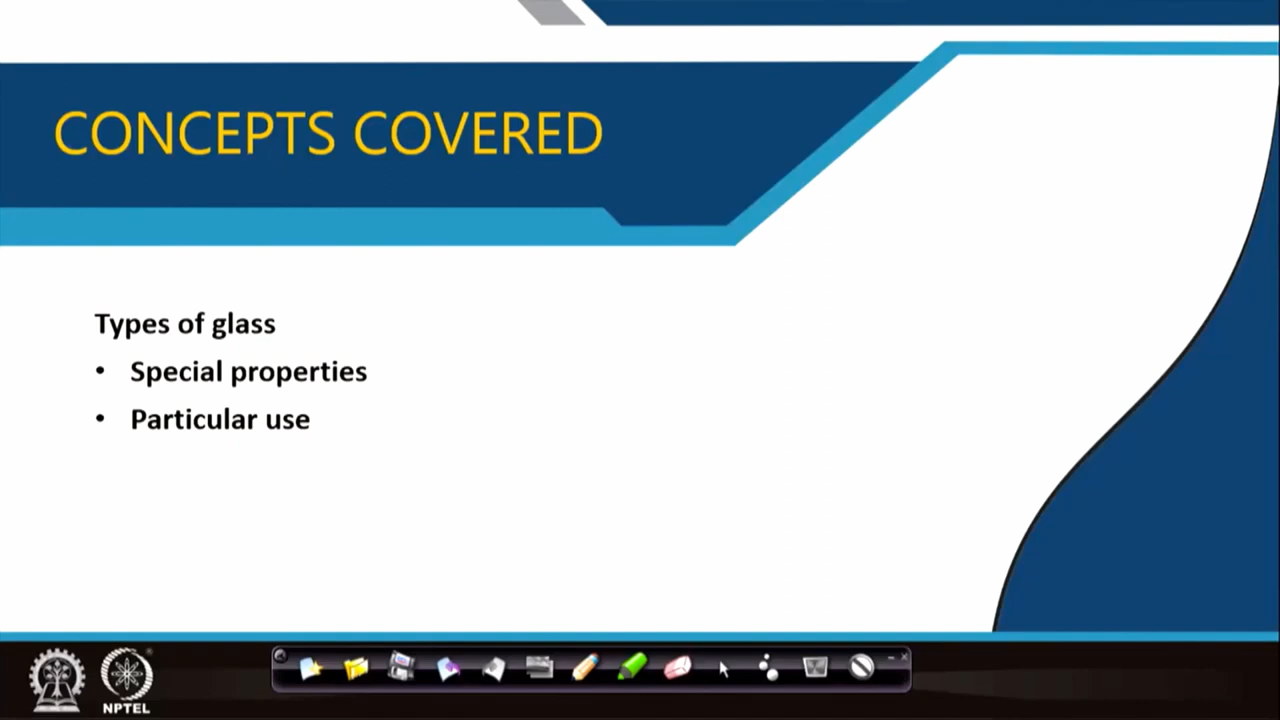 CONCEPTS COVERED
Types of glass
• Special properties
• Particular use
NPTEL